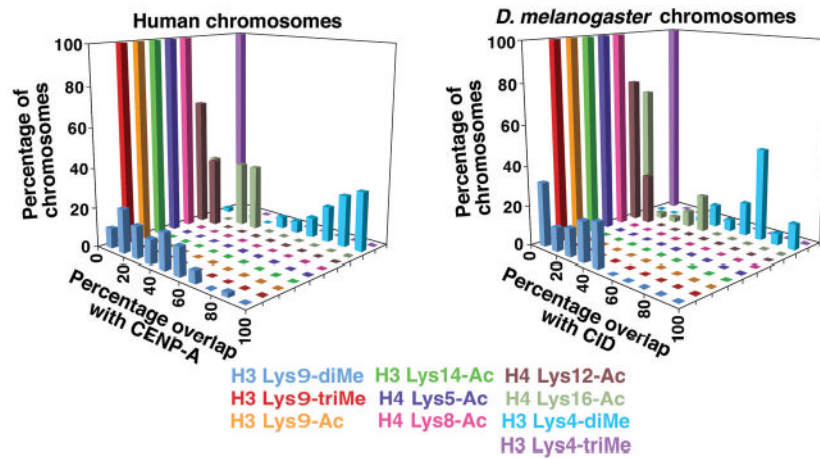 Human chromosomes
Percentage of
chromosomes
100
80
60
40
20
0
0
20
40
60
80
100
Percentage overlap
with CENP-A
D. melanogaster chromosomes
Percentage of
chromosomes
100
80
60
40
20
0
0
20
40
60
80
100
Percentage overlap
with CID
H3 Lys9-diMe H3 Lys14-Ac H4 Lys12-Ac
H3 Lys9-triMe H4 Lys5-Ac H4 Lys16-Ac
H3 Lys9-Ac H4 Lys8-Ac H3 Lys4-diMe
H3 Lys4-triMe